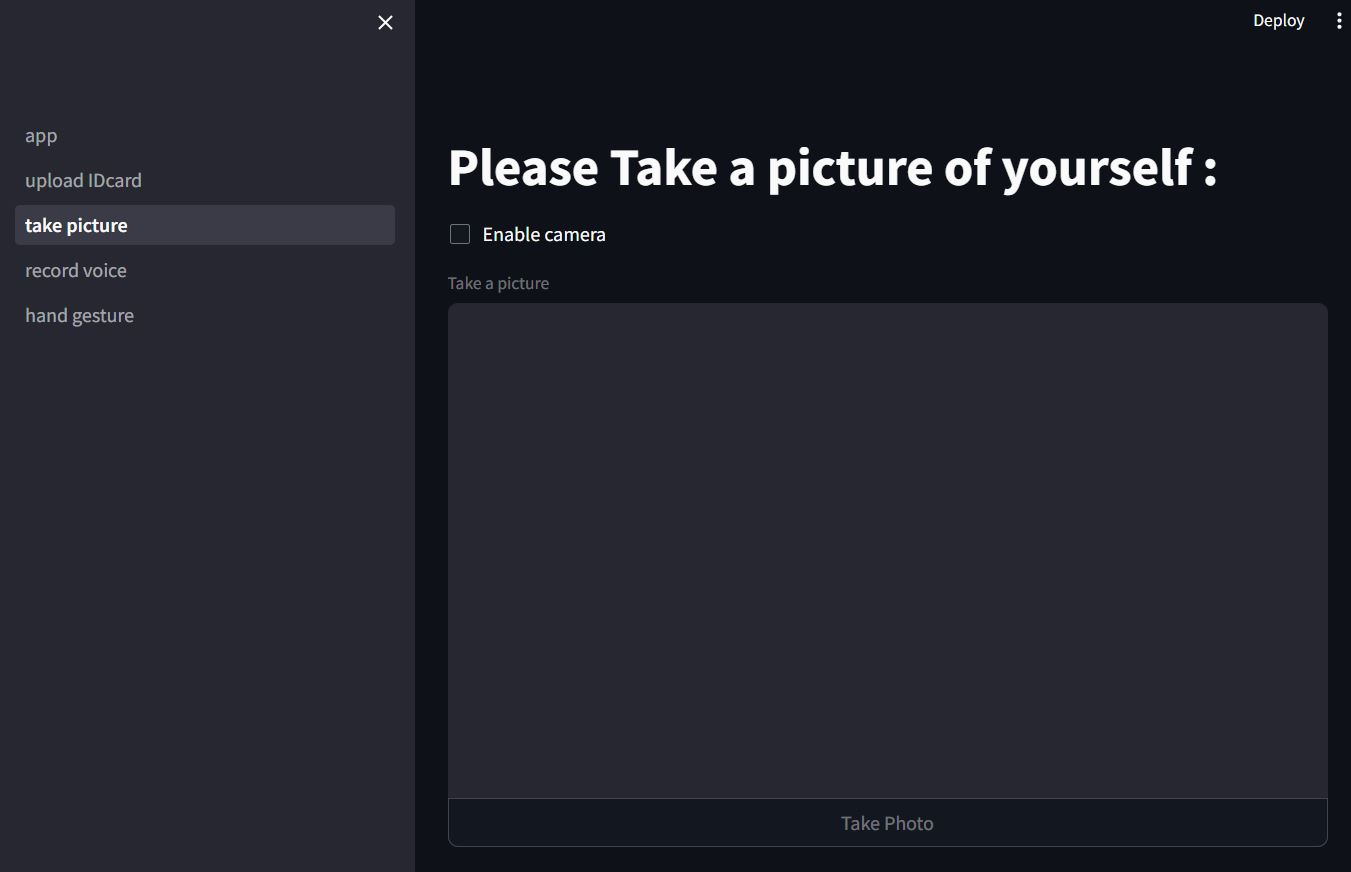 Deploy
app
upload IDcard
take picture
record voice
hand gesture
Please Take a picture of yourself :
Enable camera
Take a picture
Take Photo